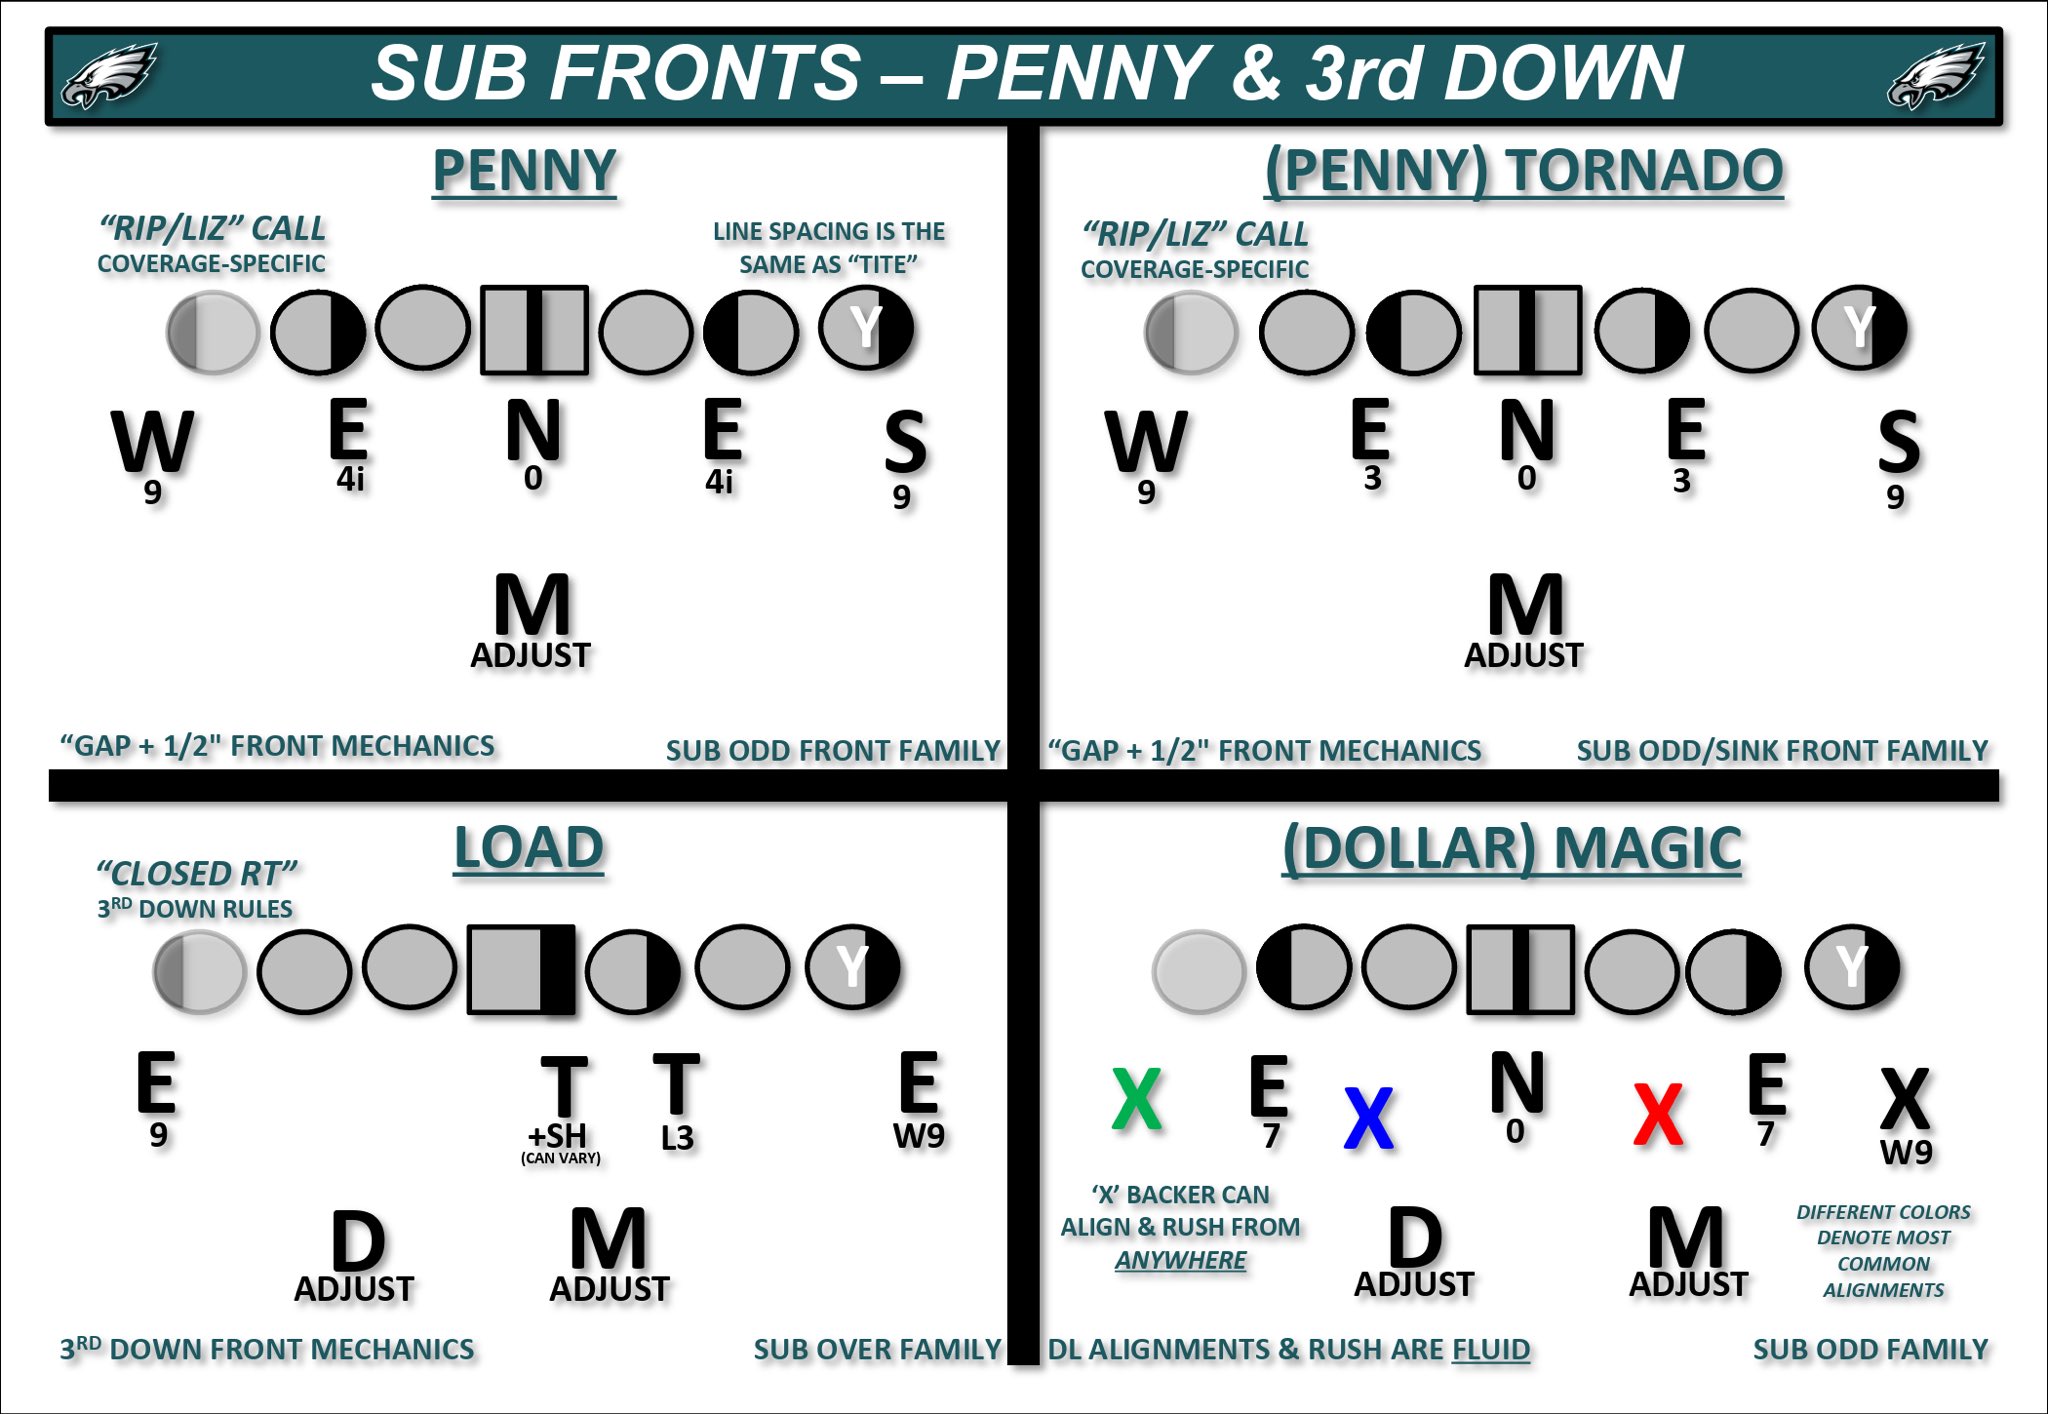 SUB FRONTS – PENNY & 3rd DOWN
PENNY
“RIP/LIZ” CALL
COVERAGE-SPECIFIC
LINE SPACING IS THE
SAME AS “TITE”
Y
W E N E S
9 4i 0 4i 9
M
ADJUST
“GAP + 1/2" FRONT MECHANICS
SUB ODD FRONT FAMILY
(PENNY) TORNADO
“RIP/LIZ” CALL
COVERAGE-SPECIFIC
Y
W E N E S
9 3 0 3 9
M
ADJUST
“GAP + 1/2" FRONT MECHANICS
SUB ODD/SINK FRONT FAMILY
LOAD
“CLOSED RT”
3RD DOWN RULES
Y
E T T E
9 +SH L3 W9
(CAN VARY)
D M
ADJUST ADJUST
3RD DOWN FRONT MECHANICS
SUB OVER FAMILY
(DOLLAR) MAGIC
Y
X E X N X E X
7 0 7 W9
‘X’ BACKER CAN
ALIGN & RUSH FROM
ANYWHERE
D M
ADJUST ADJUST
DIFFERENT COLORS
DENOTE MOST
COMMON
ALIGNMENTS
DL ALIGNMENTS & RUSH ARE FLUID
SUB ODD FAMILY